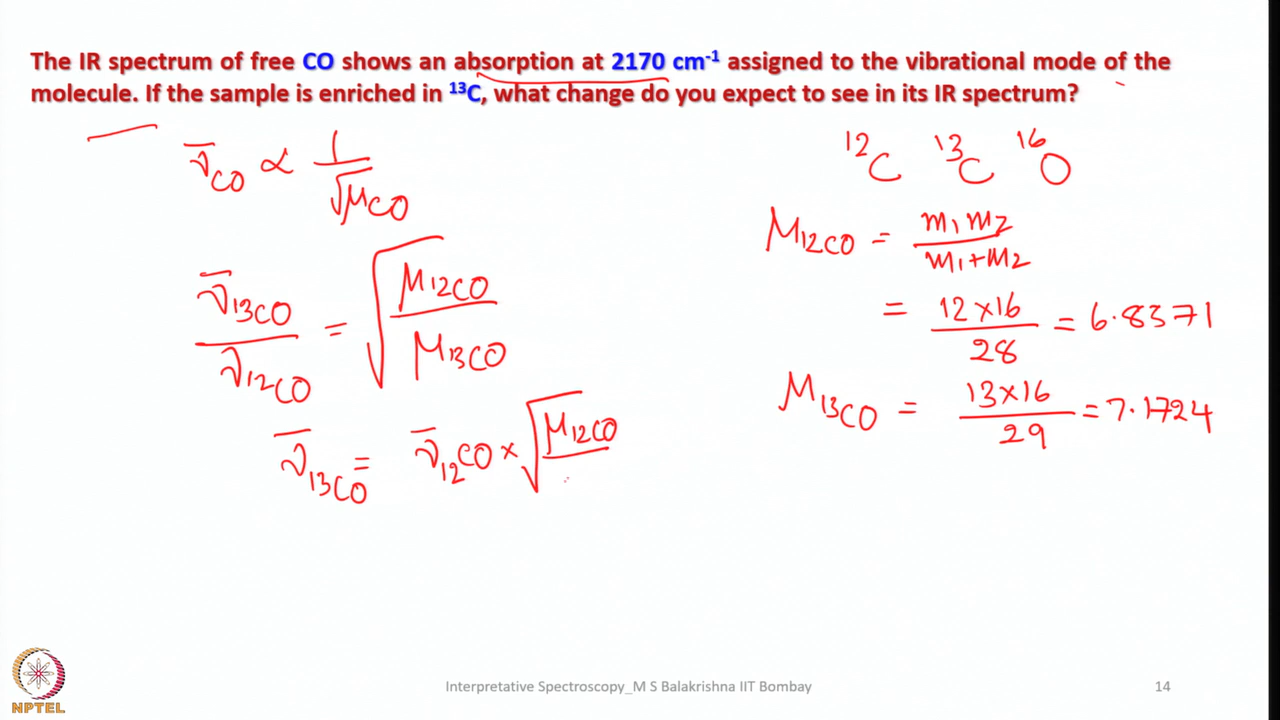 The IR spectrum of free CO shows an absorption at 2170 cm⁻¹ assigned to the vibrational mode of the
molecule. If the sample is enriched in ¹³C, what change do you expect to see in its IR spectrum?
ν̅CO ∝ 1/√μCO
ν̅13CO / ν̅12CO = √(μ12CO / μ13CO)
ν̅13CO = ν̅12CO × √(μ12CO /
¹²C ¹³C ¹⁶O
μ12CO = m₁m₂ / m₁+m₂
= 12×16 / 28 = 6.8371
μ13CO = 13×16 / 29 = 7.1724
NPTEL
Interpretative Spectroscopy_M S Balakrishna IIT Bombay
14